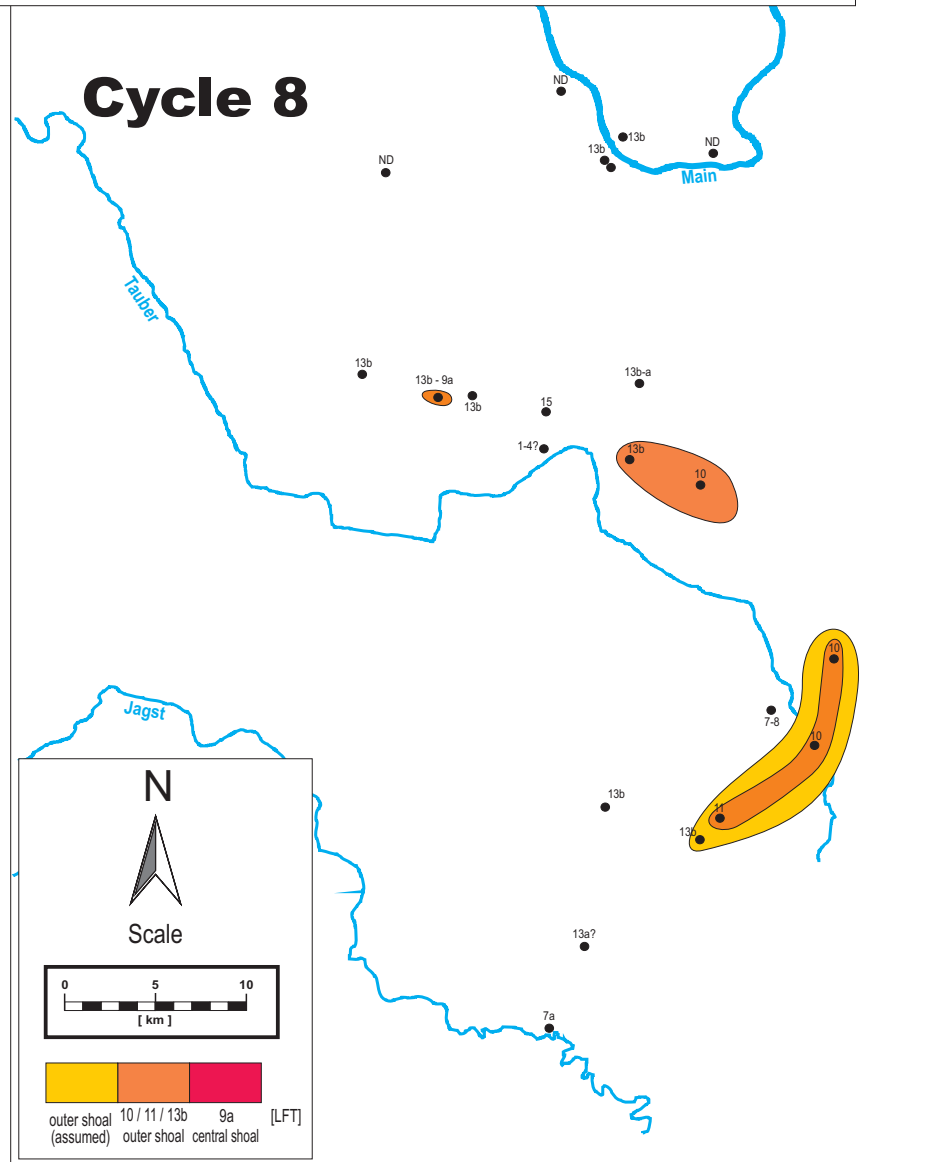 Cycle 8
ND
13b
13b
ND
Main
ND
Tauber
13b
13b - 9a
13b
15
13b-a
1-4?
13b
10
10
7-8
10
Jagst
13b
11
13b
13a?
7a
N
Scale
0 5 10
[ km ]
outer shoal (assumed)
10 / 11 / 13b outer shoal
9a central shoal
[LFT]